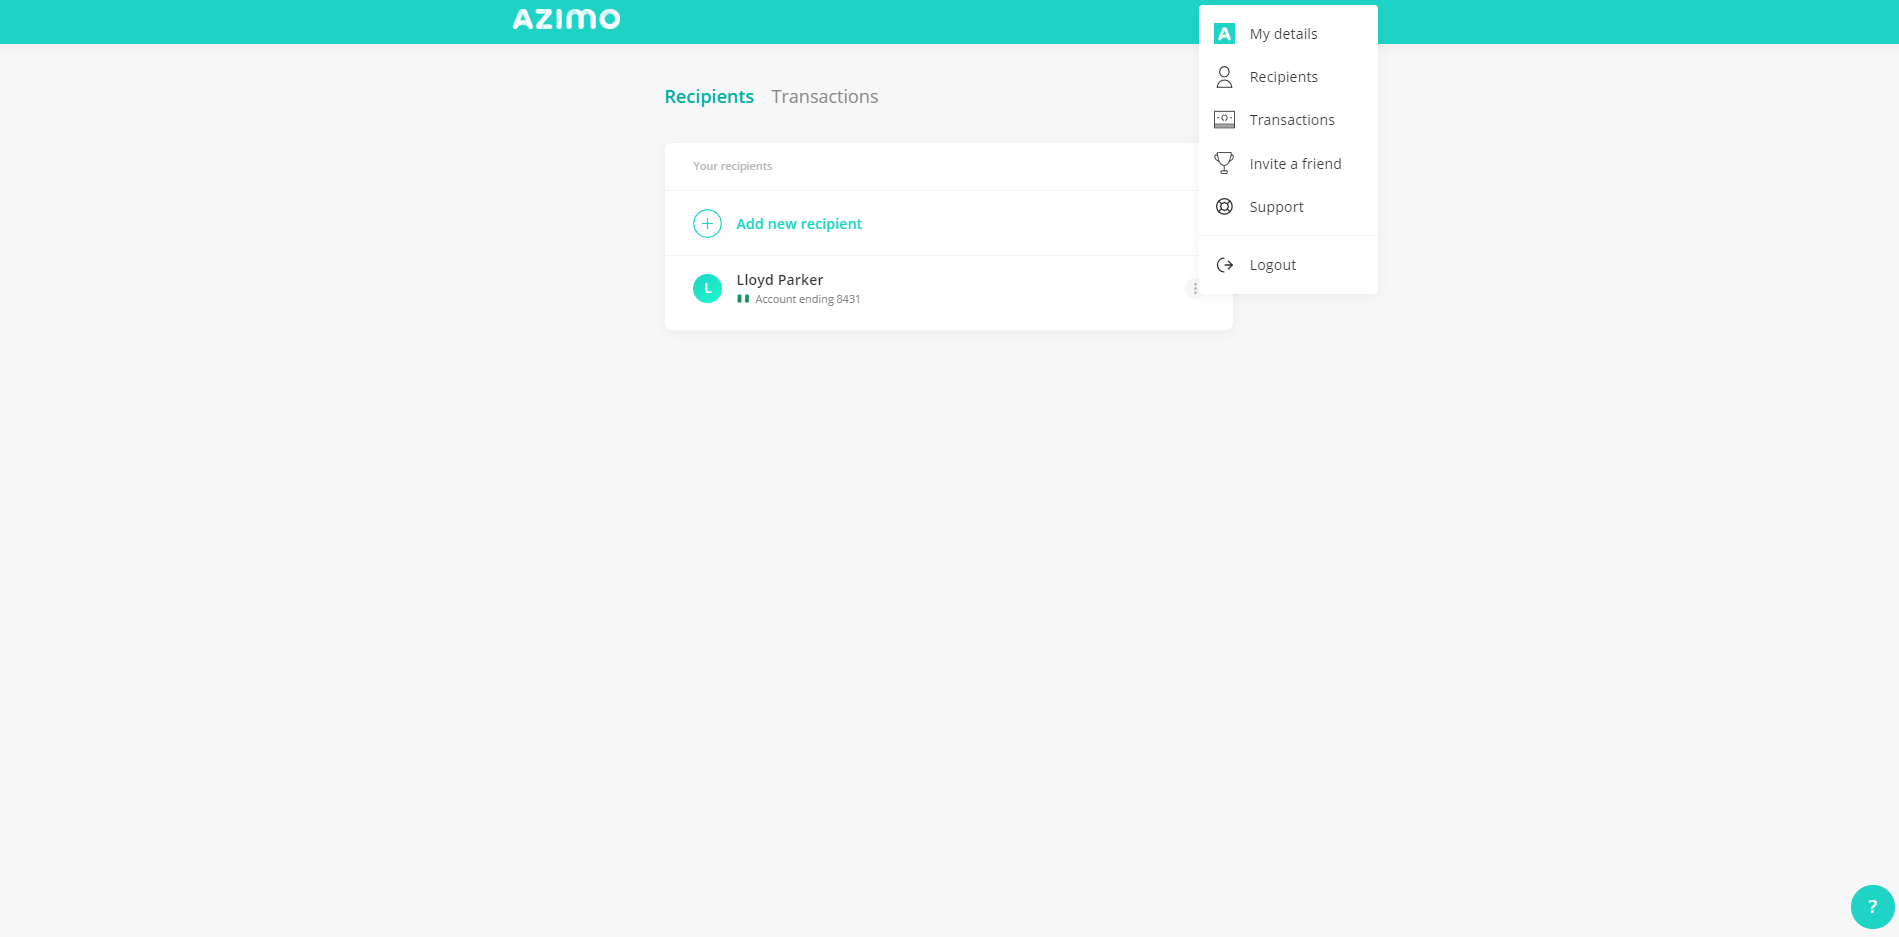 AZIMO
Recipients Transactions
Your recipients
Add new recipient
L
Lloyd Parker
Account ending 8431
A My details
Recipients
Transactions
Invite a friend
Support
Logout
?